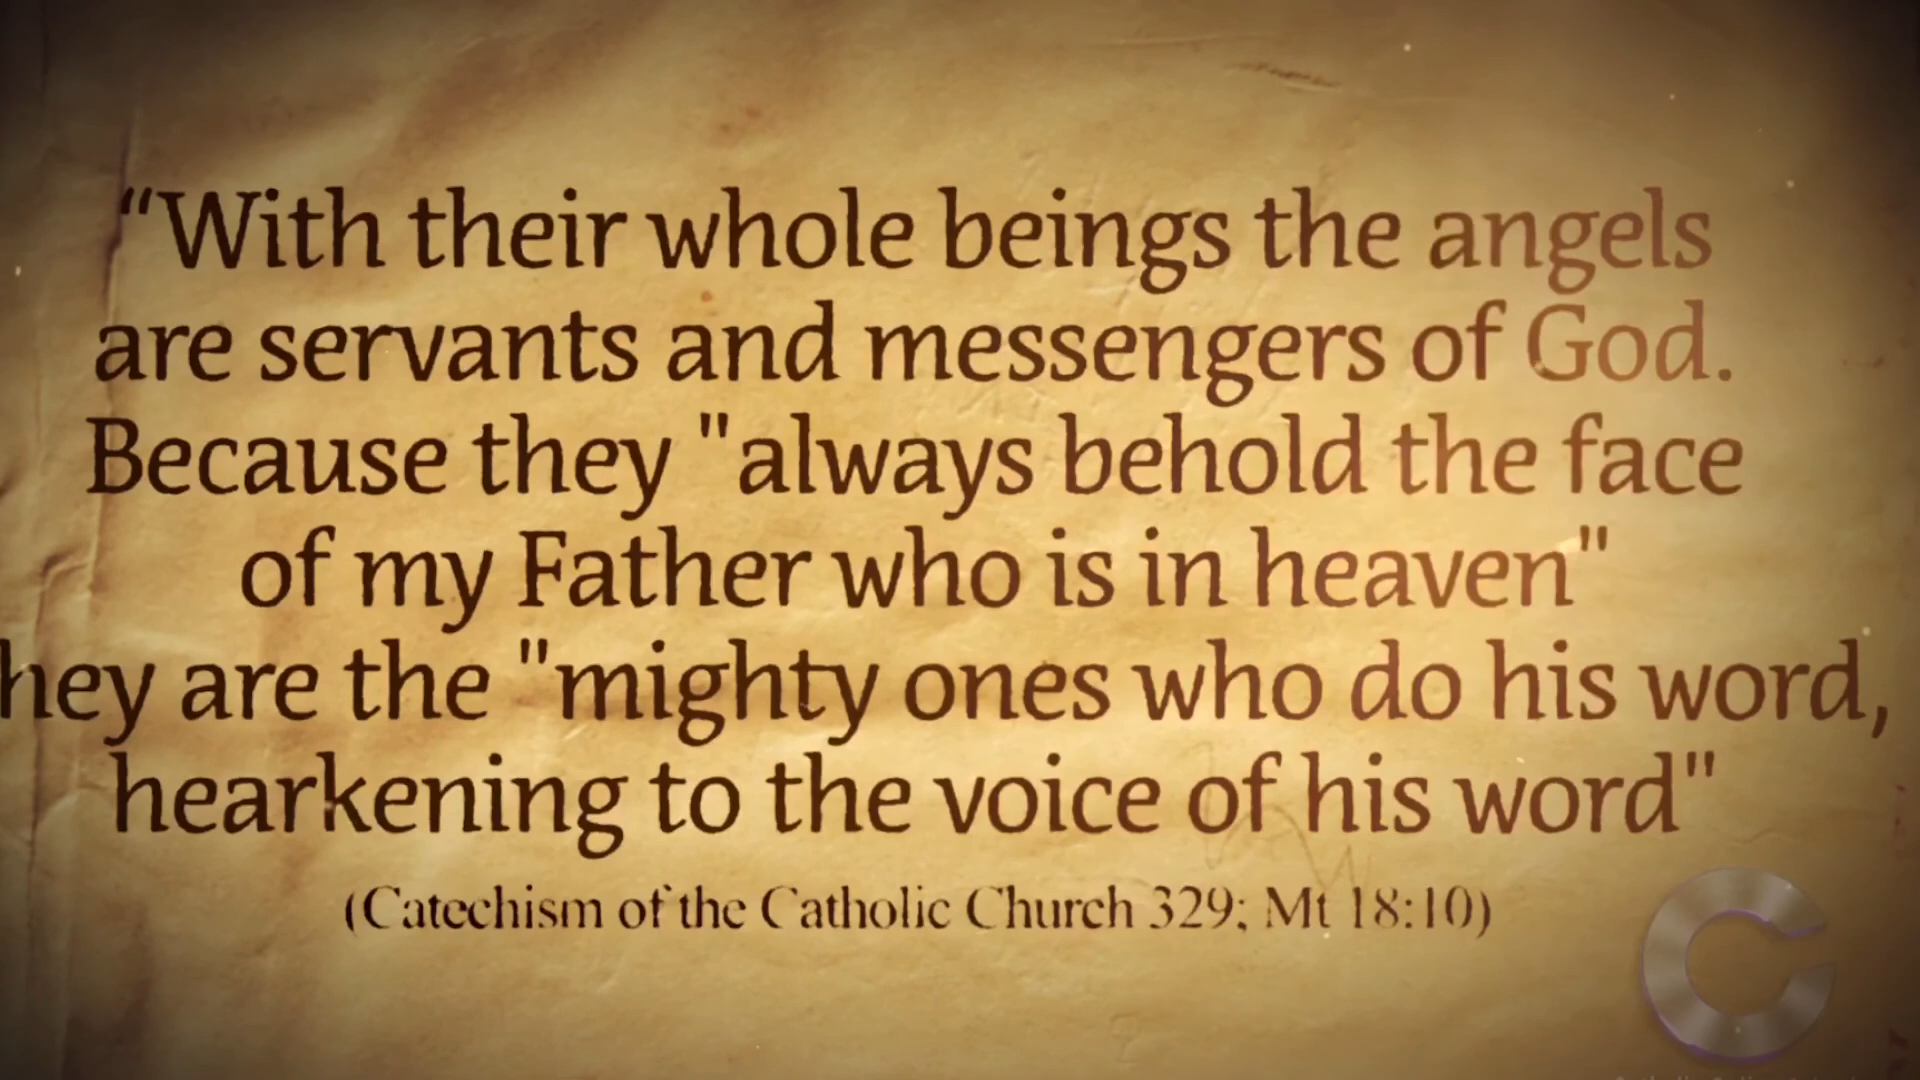 “With their whole beings the angels
are servants and messengers of God.
Because they "always behold the face
of my Father who is in heaven"
hey are the "mighty ones who do his word,
hearkening to the voice of his word"
(Catechism of the Catholic Church 329; Mt 18:10)
C